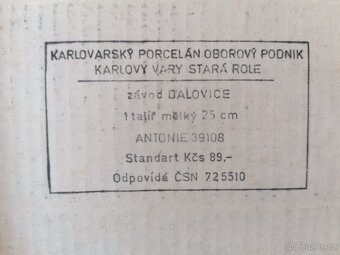 KARLOVARSKÝ PORCELÁN OBOROVÝ PODNIK
KARLOVY VARY STARÁ ROLE
závod DALOVICE
1 talíř mělký 25 cm
ANTONIE 39108
Standart Kčs 89,-
Odpovídá ČSN 725510